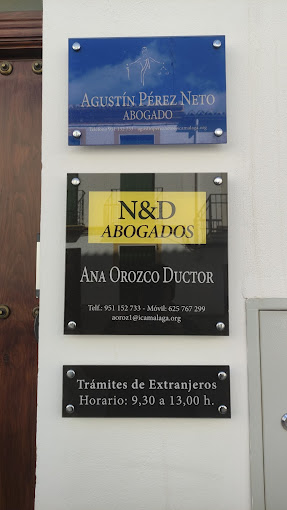 AGUSTÍN PÉREZ NETO
ABOGADO
N&D
ABOGADOS
ANA OROZCO DUCTOR
Telf.: 951 152 733 - Móvil: 625 767 299
aoroz1@icamalaga.org
Trámites de Extranjeros
Horario: 9,30 a 13,00 h.